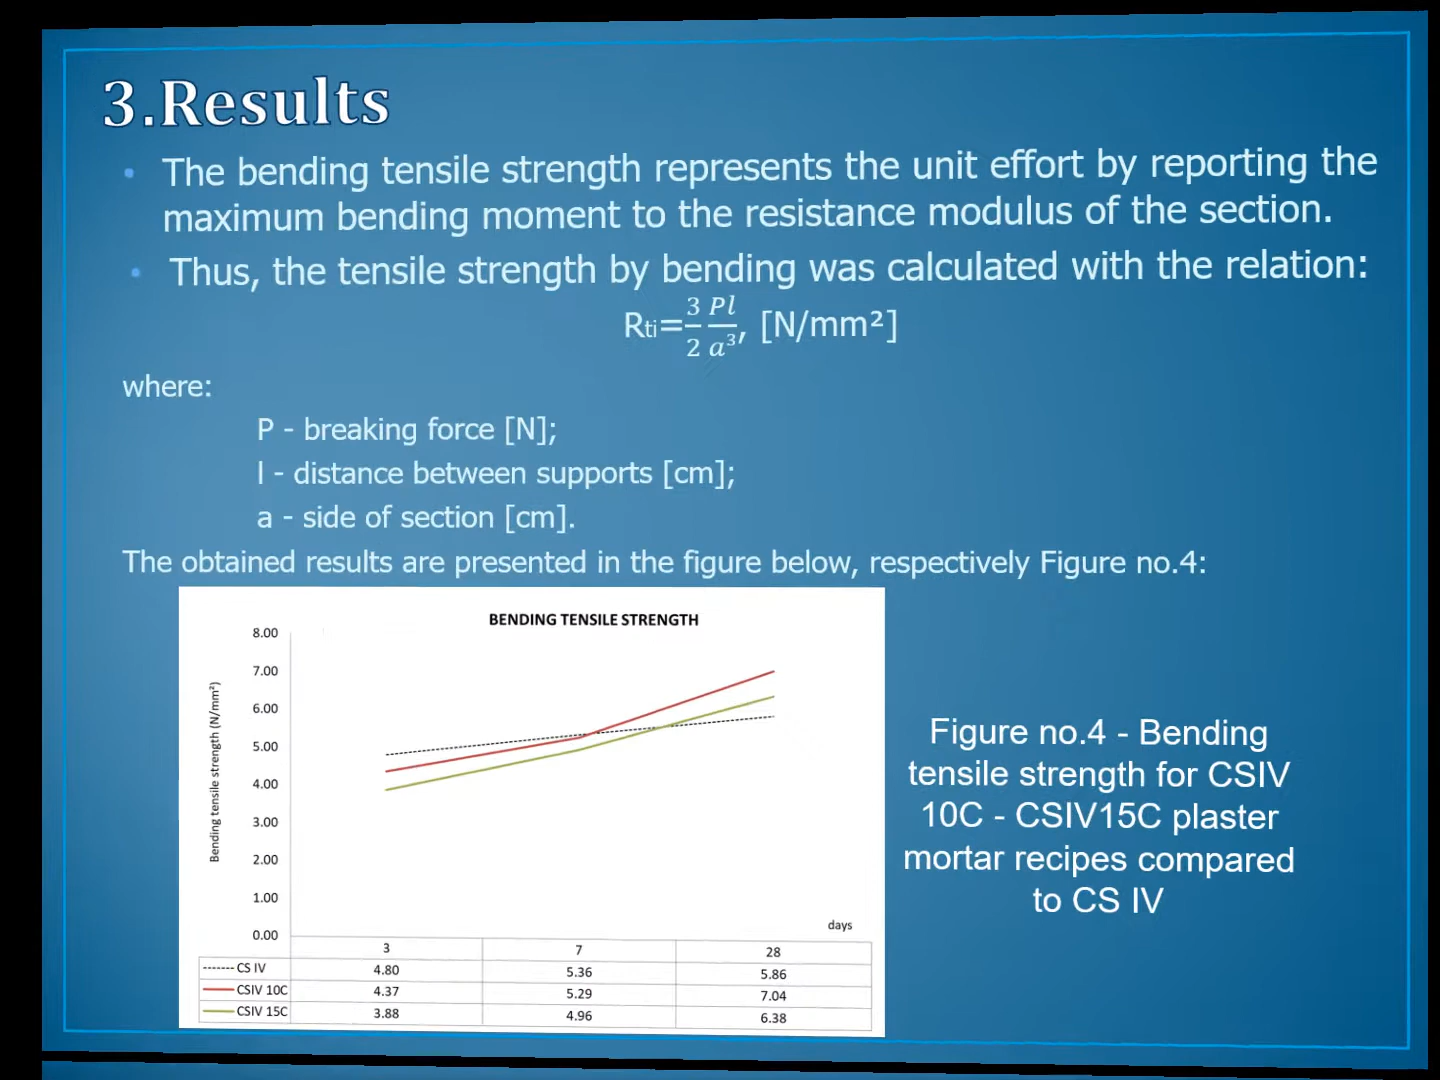 3.Results
• The bending tensile strength represents the unit effort by reporting the
maximum bending moment to the resistance modulus of the section.
• Thus, the tensile strength by bending was calculated with the relation:
Rti=3/2 Pl/a³, [N/mm²]
where:
P - breaking force [N];
l - distance between supports [cm];
a - side of section [cm].
The obtained results are presented in the figure below, respectively Figure no.4:
BENDING TENSILE STRENGTH
Bending tensile strength (N/mm²)
8.00
7.00
6.00
5.00
4.00
3.00
2.00
1.00
0.00
days
3 7 28
CS IV 4.80 5.36 5.86
CSIV 10C 4.37 5.29 7.04
CSIV 15C 3.88 4.96 6.38
Figure no.4 - Bending
tensile strength for CSIV
10C - CSIV15C plaster
mortar recipes compared
to CS IV